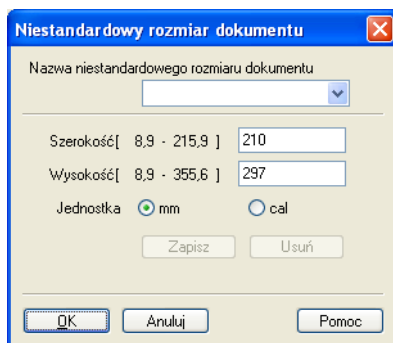 Niestandardowy rozmiar dokumentu
Nazwa niestandardowego rozmiaru dokumentu
Szerokość[ 8,9 - 215,9 ] 210
Wysokość[ 8,9 - 355,6 ] 297
Jednostka mm cal
Zapisz Usuń
OK Anuluj Pomoc